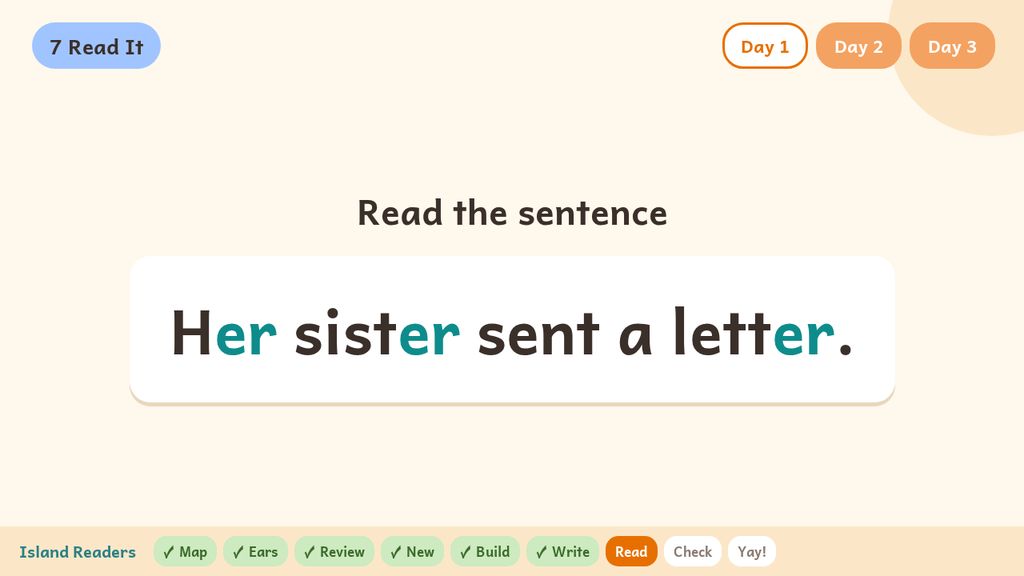 7 Read It
Day 1 Day 2 Day 3
Read the sentence
Her sister sent a letter.
Island Readers ✓ Map ✓ Ears ✓ Review ✓ New ✓ Build ✓ Write Read Check Yay!